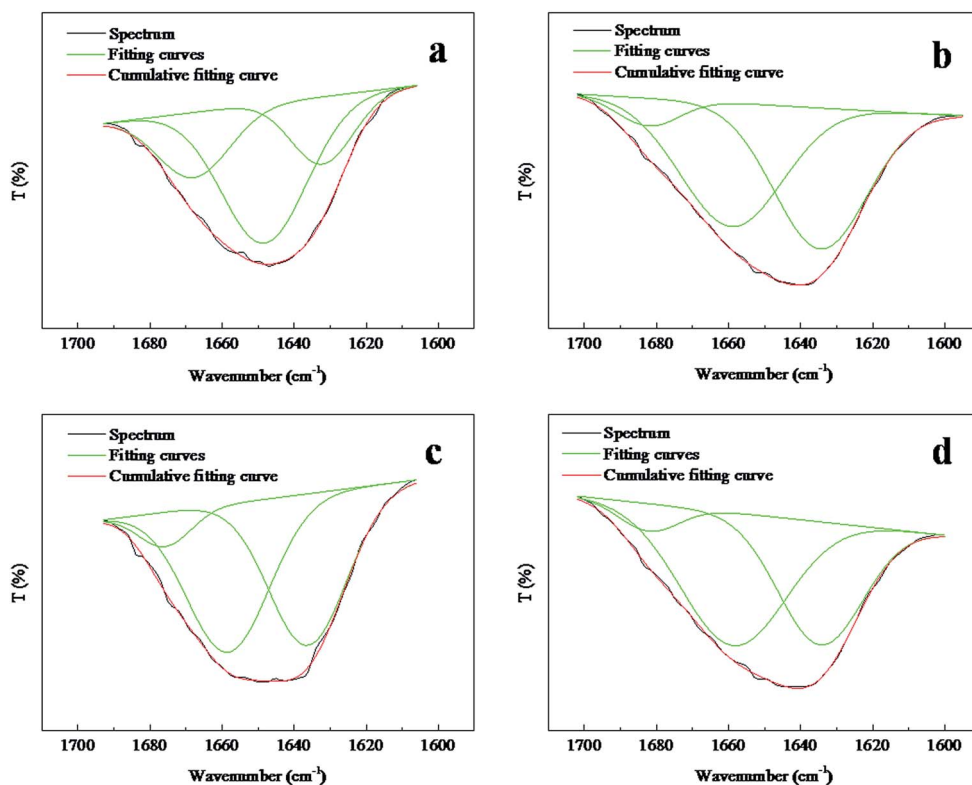 Spectrum
Fitting curves
Cumulative fitting curve
a
T (%)
1700 1680 1660 1640 1620 1600
Wavenumber (cm⁻¹)
Spectrum
Fitting curves
Cumulative fitting curve
b
T (%)
1700 1680 1660 1640 1620 1600
Wavenumber (cm⁻¹)
Spectrum
Fitting curves
Cumulative fitting curve
c
T (%)
1700 1680 1660 1640 1620 1600
Wavenumber (cm⁻¹)
Spectrum
Fitting curves
Cumulative fitting curve
d
T (%)
1700 1680 1660 1640 1620 1600
Wavenumber (cm⁻¹)